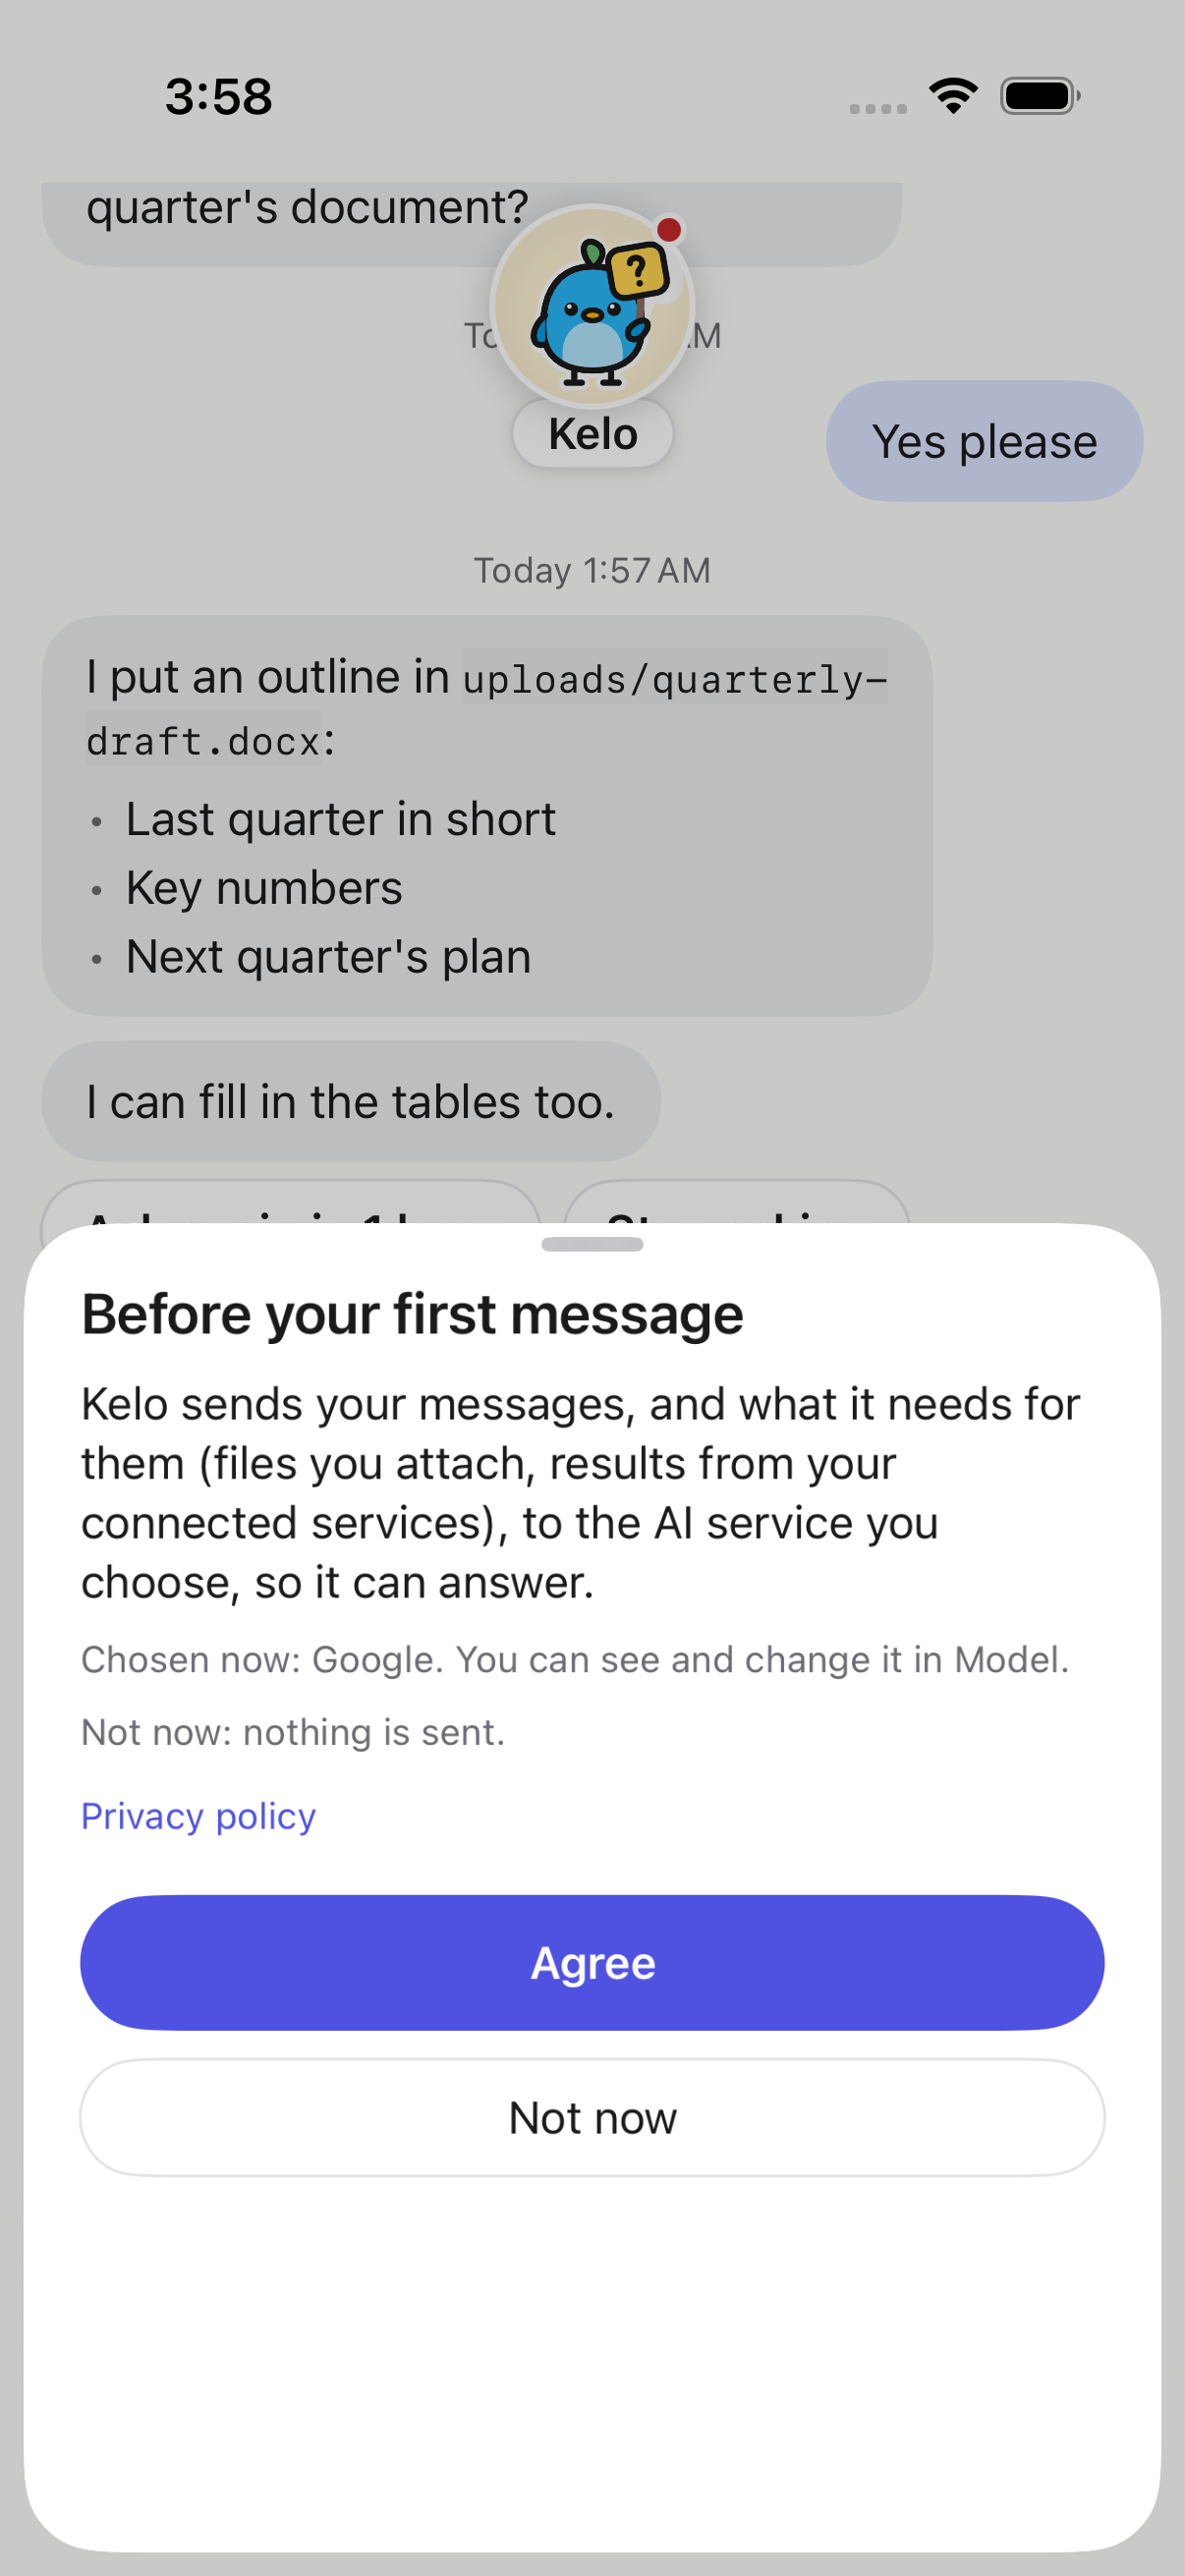 3:58
quarter's document?
?
Kelo
Yes please
Today 1:57 AM
I put an outline in uploads/quarterly-
draft.docx:
• Last quarter in short
• Key numbers
• Next quarter's plan
I can fill in the tables too.
Before your first message
Kelo sends your messages, and what it needs for
them (files you attach, results from your
connected services), to the AI service you
choose, so it can answer.
Chosen now: Google. You can see and change it in Model.
Not now: nothing is sent.
Privacy policy
Agree
Not now